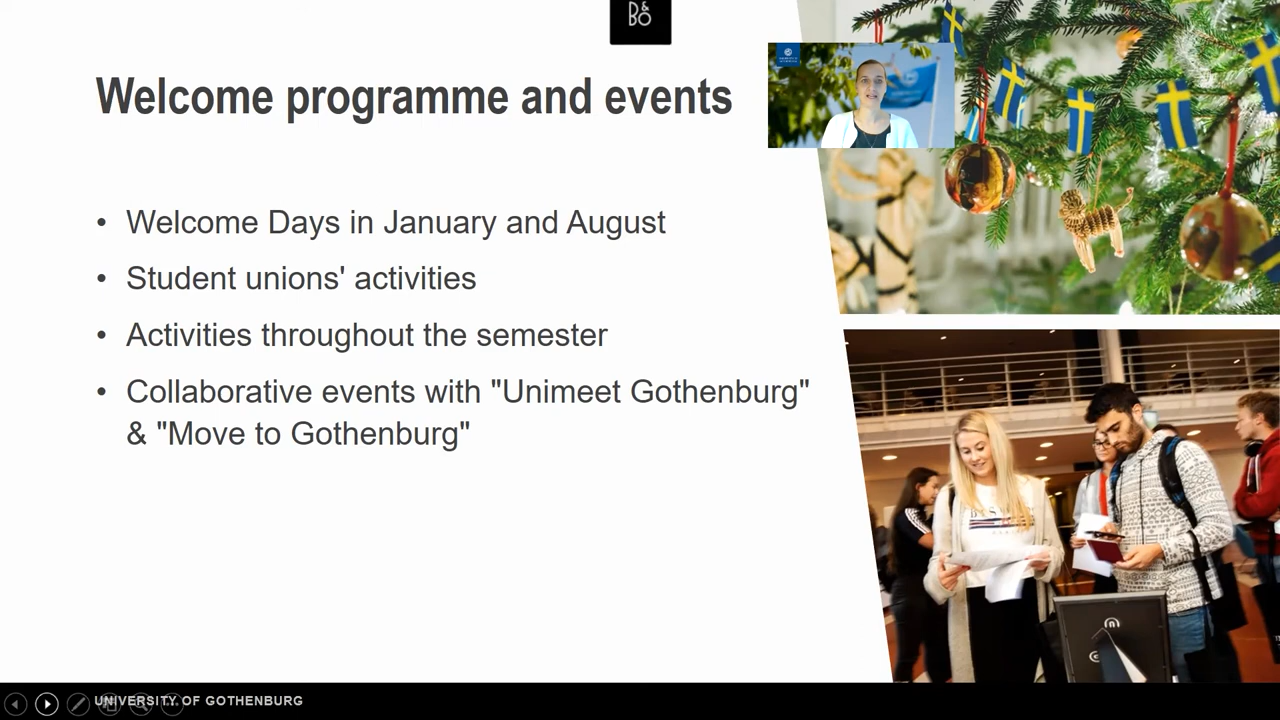 B&
BO
Welcome programme and events
• Welcome Days in January and August
• Student unions' activities
• Activities throughout the semester
• Collaborative events with "Unimeet Gothenburg"
& "Move to Gothenburg"
UNIVERSITY OF GOTHENBURG